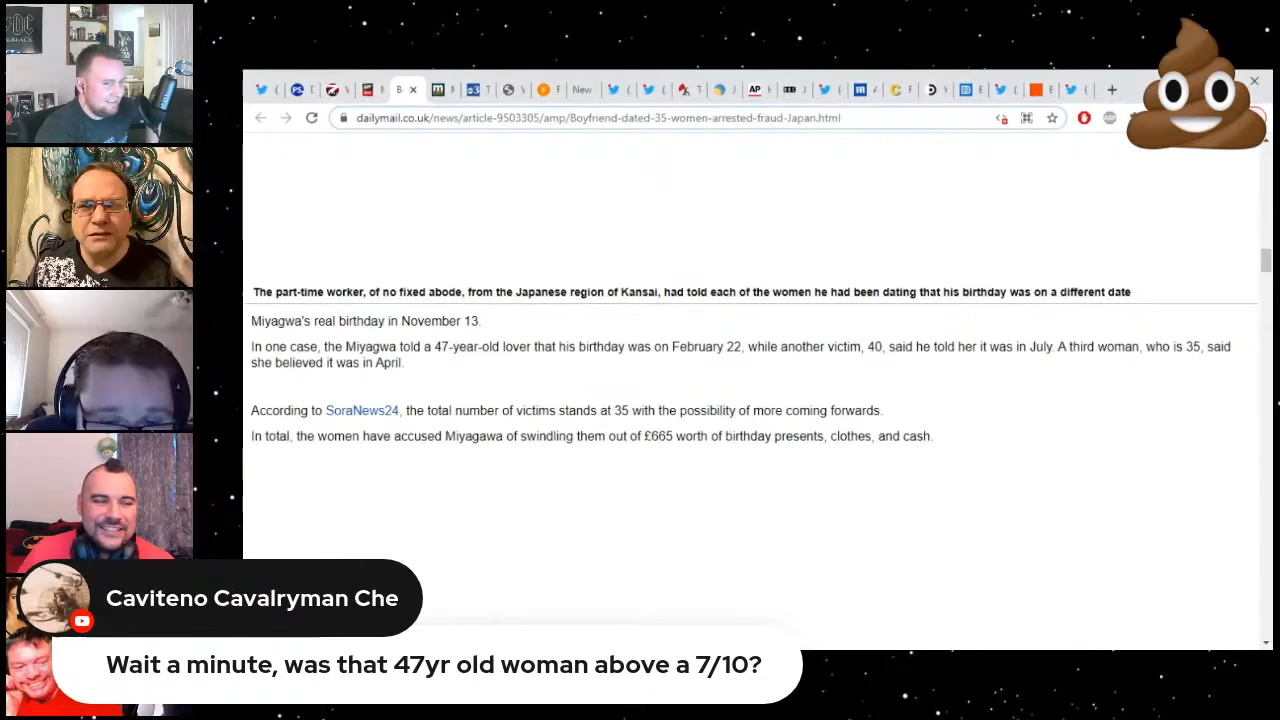 DC
BLACK
New
dailymail.co.uk/news/article-9503305/amp/Boyfriend-dated-35-women-arrested-fraud-Japan.html
The part-time worker, of no fixed abode, from the Japanese region of Kansai, had told each of the women he had been dating that his birthday was on a different date
Miyagwa's real birthday in November 13.
In one case, the Miyagwa told a 47-year-old lover that his birthday was on February 22, while another victim, 40, said he told her it was in July. A third woman, who is 35, said
she believed it was in April.
According to SoraNews24, the total number of victims stands at 35 with the possibility of more coming forwards.
In total, the women have accused Miyagawa of swindling them out of £665 worth of birthday presents, clothes, and cash.
Caviteno Cavalryman Che
Wait a minute, was that 47yr old woman above a 7/10?